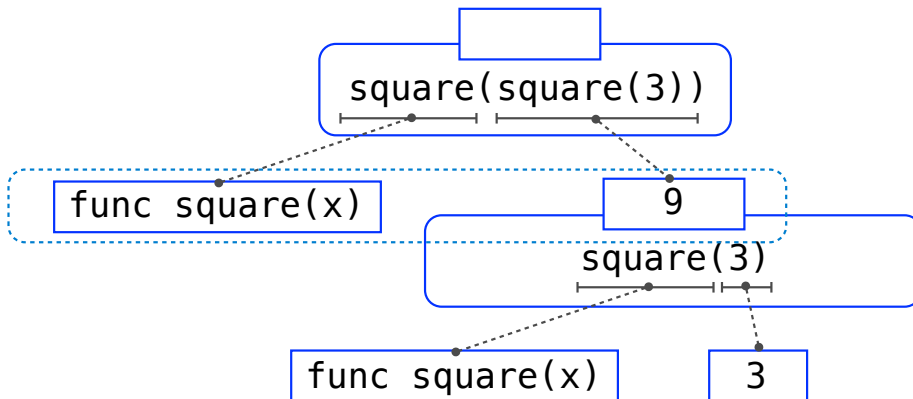 square(square(3))
func square(x)
9
square(3)
func square(x)
3